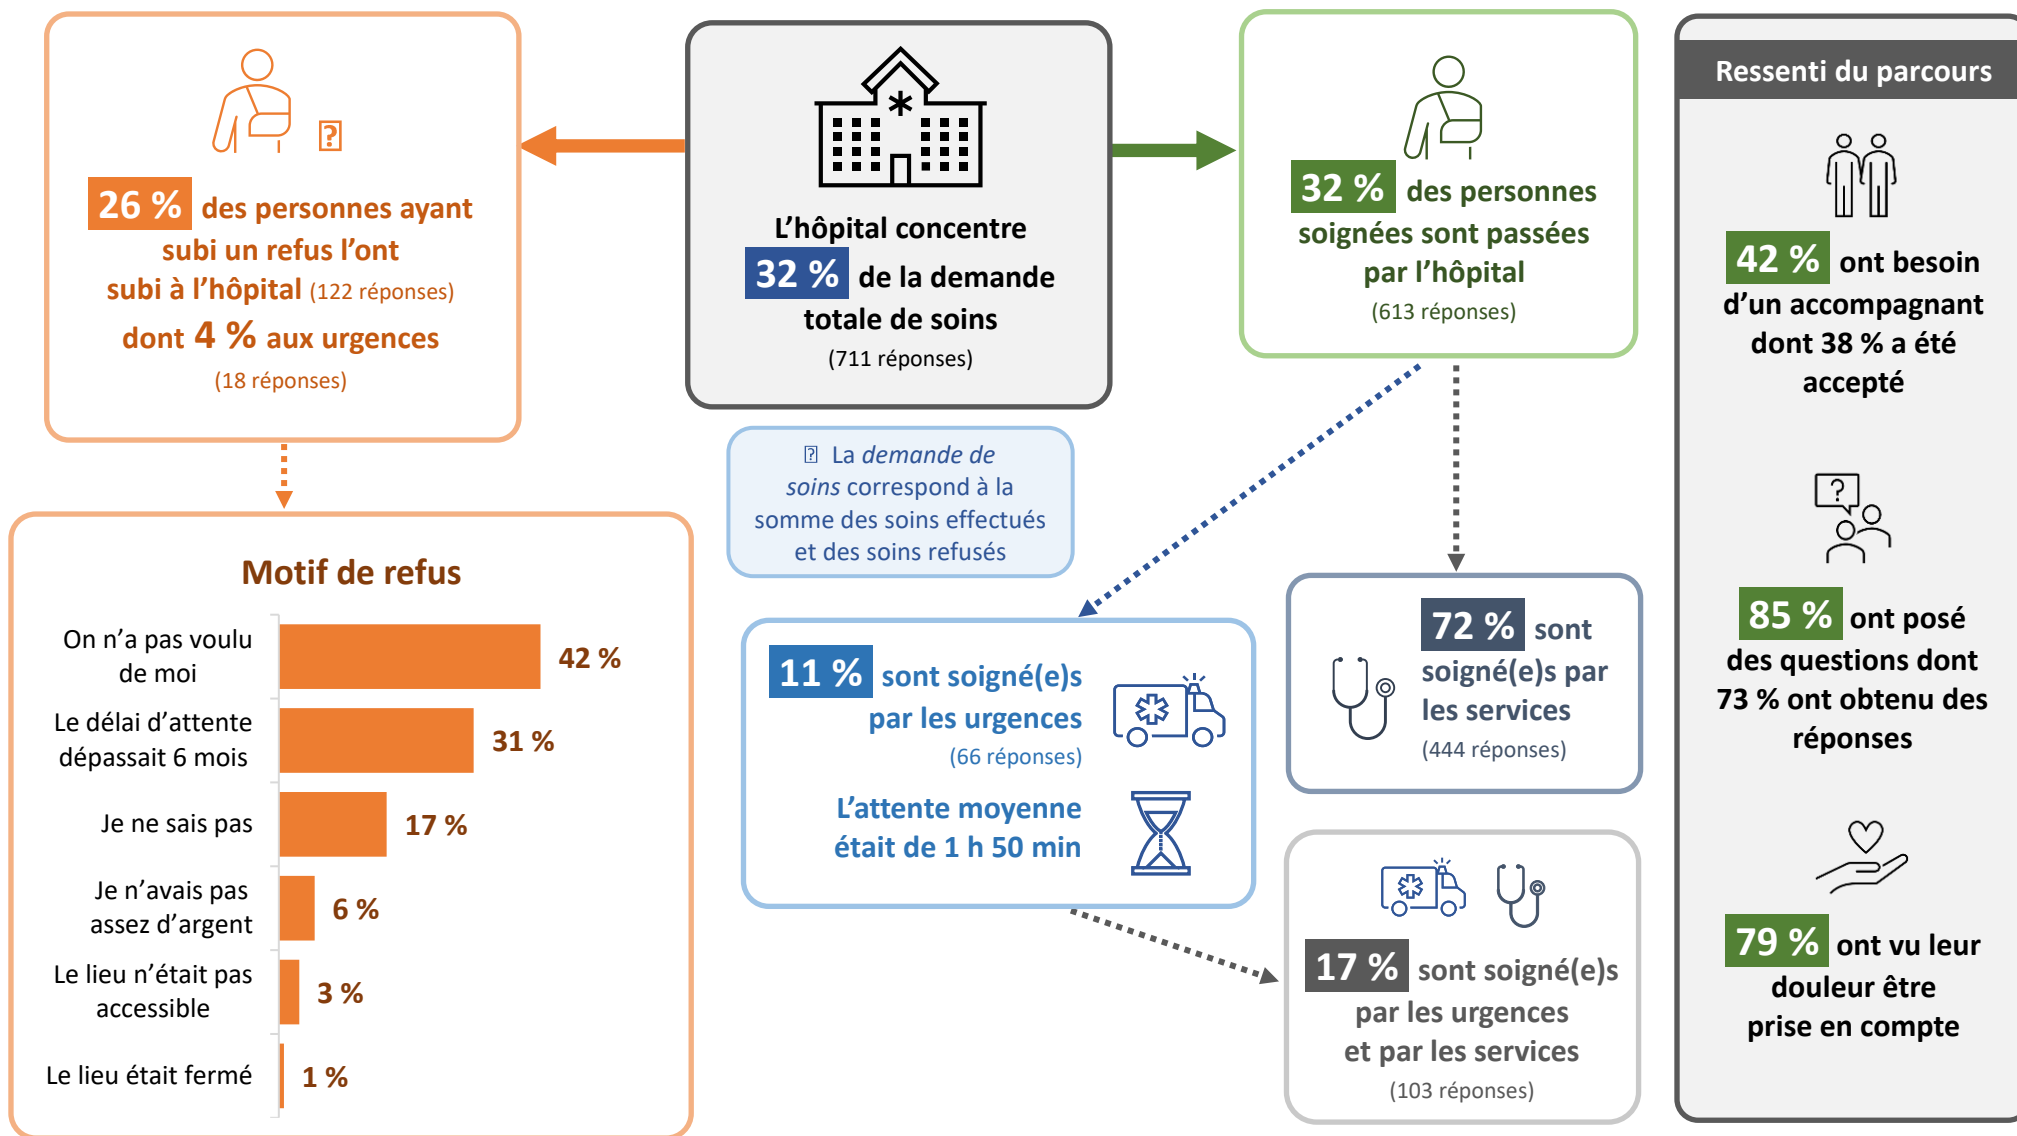 26 % des personnes ayant
subi un refus l’ont
subi à l’hôpital (122 réponses)
dont 4 % aux urgences
(18 réponses)
L’hôpital concentre
32 % de la demande
totale de soins
(711 réponses)
32 % des personnes
soignées sont passées
par l’hôpital
(613 réponses)
La demande de
soins correspond à la
somme des soins effectués
et des soins refusés
Motif de refus
On n’a pas voulu
de moi
42 %
Le délai d’attente
dépassait 6 mois
31 %
Je ne sais pas
17 %
Je n’avais pas
assez d’argent
6 %
Le lieu n’était pas
accessible
3 %
Le lieu était fermé
1 %
11 % sont soigné(e)s
par les urgences
(66 réponses)
L’attente moyenne
était de 1 h 50 min
72 % sont
soigné(e)s par
les services
(444 réponses)
17 % sont soigné(e)s
par les urgences
et par les services
(103 réponses)
Ressenti du parcours
42 % ont besoin
d’un accompagnant
dont 38 % a été
accepté
?
85 % ont posé
des questions dont
73 % ont obtenu des
réponses
79 % ont vu leur
douleur être
prise en compte